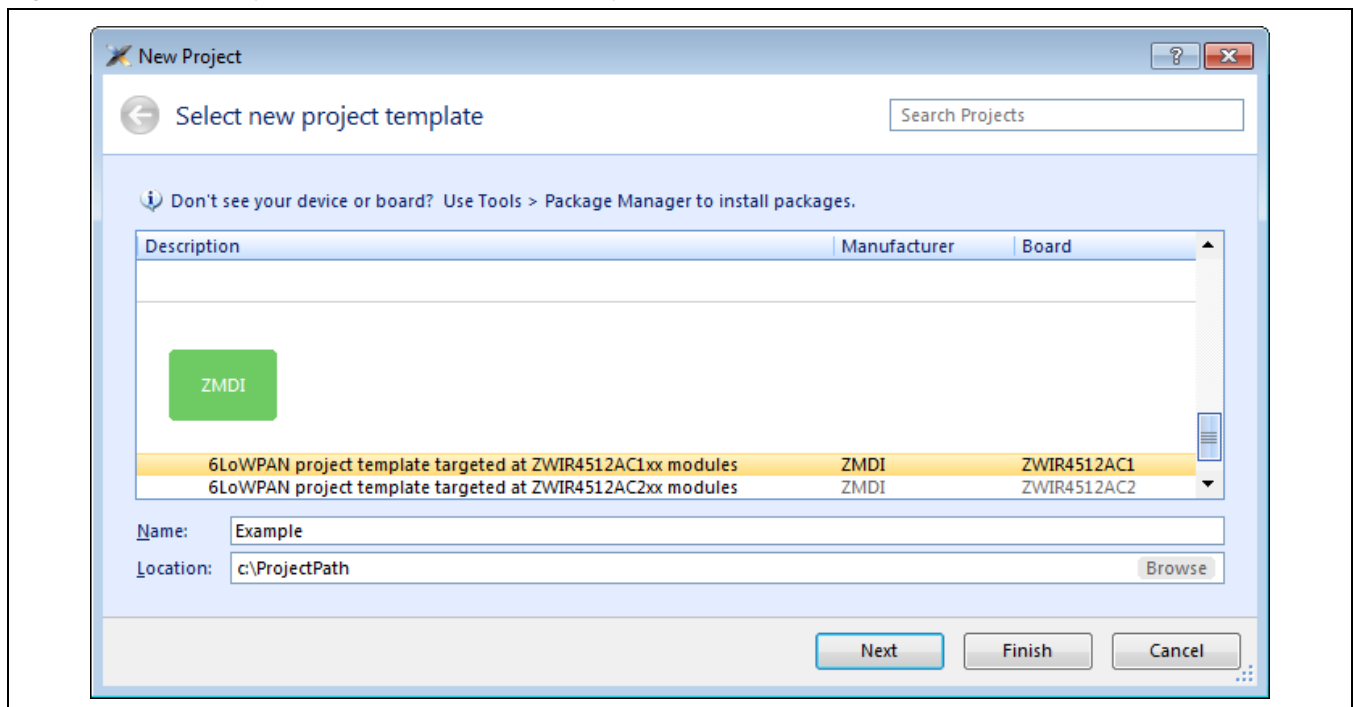 New Project
?
Select new project template
Search Projects
Don't see your device or board? Use Tools > Package Manager to install packages.
Description Manufacturer Board
ZMDI
6LoWPAN project template targeted at ZWIR4512AC1xx modules ZMDI ZWIR4512AC1
6LoWPAN project template targeted at ZWIR4512AC2xx modules ZMDI ZWIR4512AC2
Name: Example
Location: c:\ProjectPath Browse
Next Finish Cancel